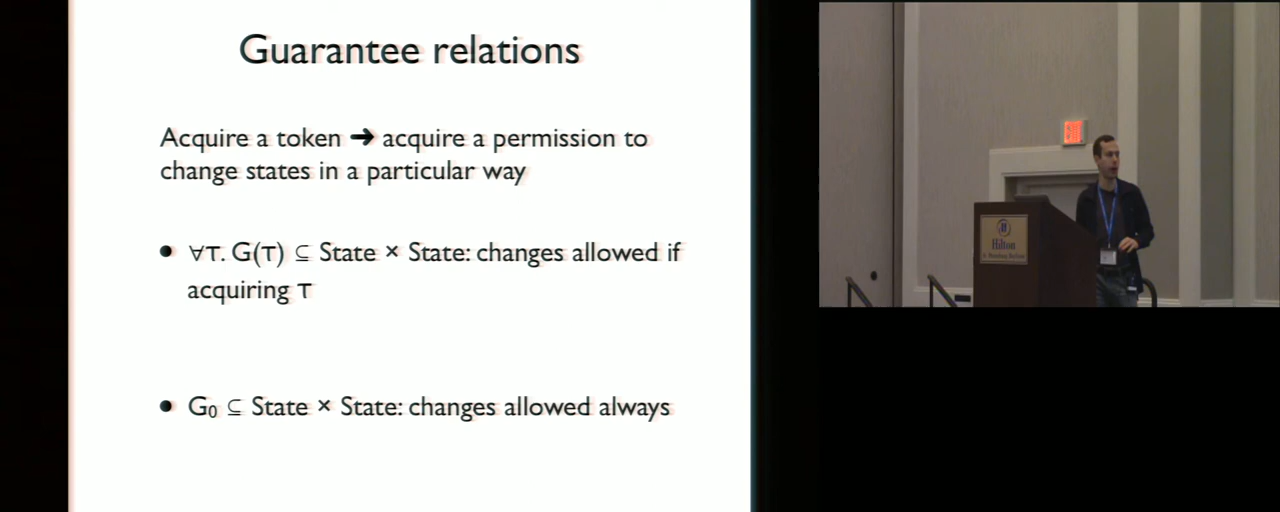 Guarantee relations
Acquire a token ➜ acquire a permission to
change states in a particular way
• ∀τ. G(τ) ⊆ State × State: changes allowed if
acquiring τ
• G₀ ⊆ State × State: changes allowed always
Hilton